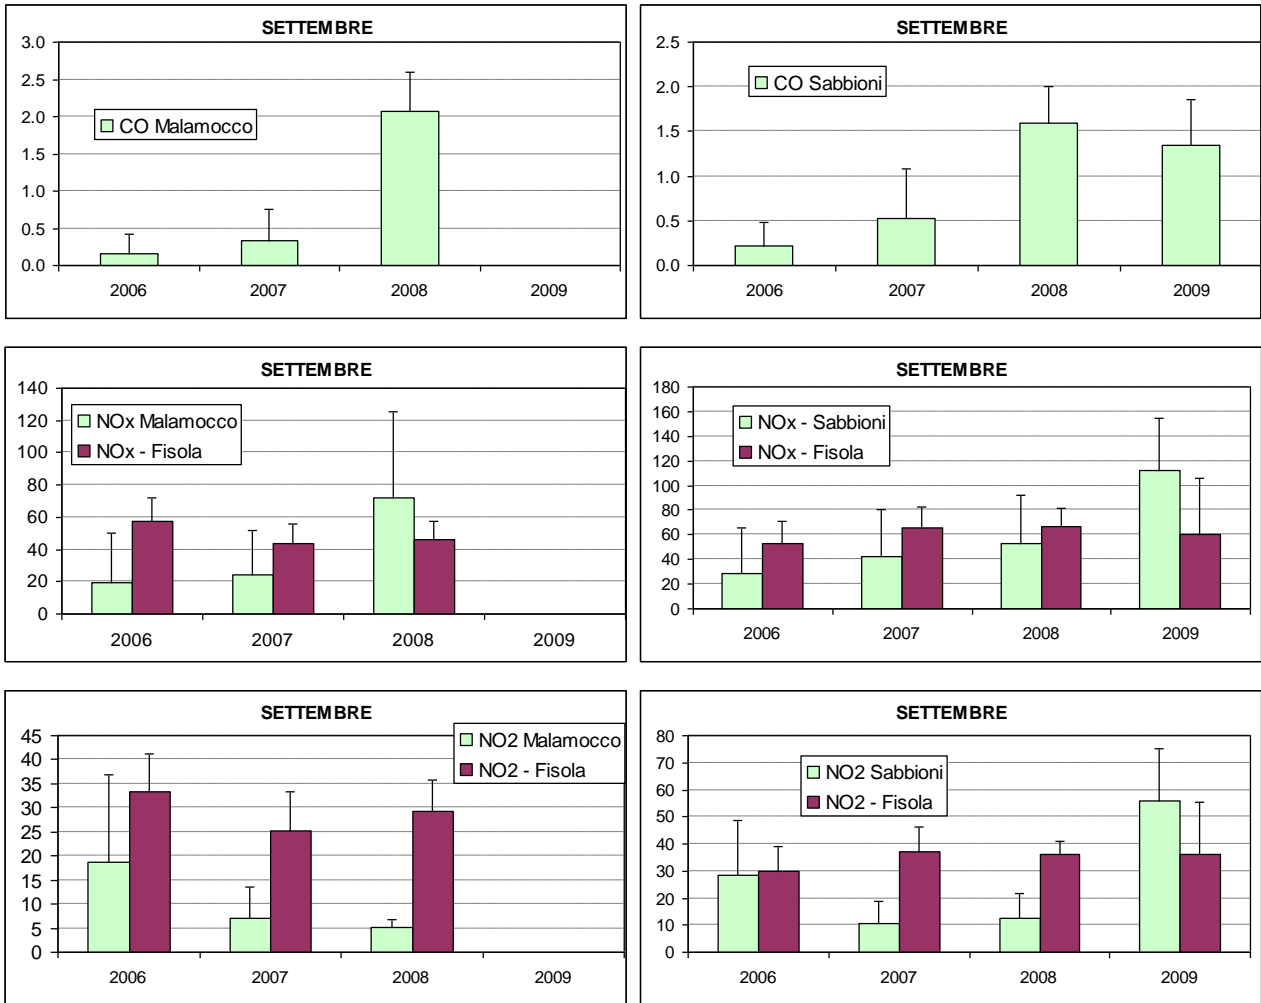 SETTEMBRE
3.0
2.5
2.0
1.5
1.0
0.5
0.0
CO Malamocco
2006 2007 2008 2009
SETTEMBRE
2.5
2.0
1.5
1.0
0.5
0.0
CO Sabbioni
2006 2007 2008 2009
SETTEMBRE
140
120
100
80
60
40
20
0
NOx Malamocco
NOx - Fisola
2006 2007 2008 2009
SETTEMBRE
180
160
140
120
100
80
60
40
20
0
NOx - Sabbioni
NOx - Fisola
2006 2007 2008 2009
SETTEMBRE
45
40
35
30
25
20
15
10
5
0
NO2 Malamocco
NO2 - Fisola
2006 2007 2008 2009
SETTEMBRE
80
70
60
50
40
30
20
10
0
NO2 Sabbioni
NO2 - Fisola
2006 2007 2008 2009